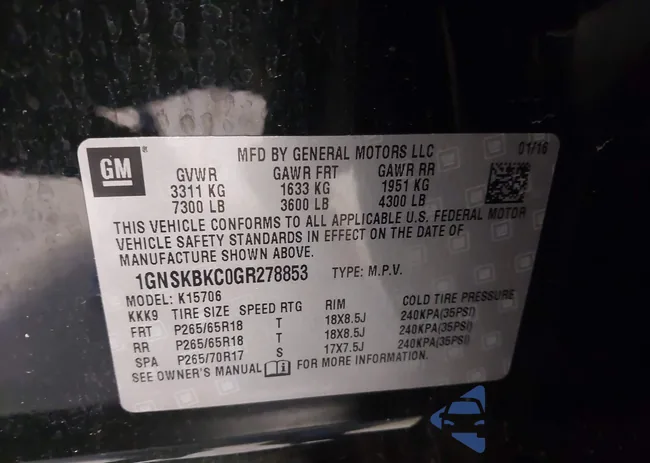 GM
MFD BY GENERAL MOTORS LLC 01/16
GVWR GAWR FRT GAWR RR
3311 KG 1633 KG 1951 KG
7300 LB 3600 LB 4300 LB
THIS VEHICLE CONFORMS TO ALL APPLICABLE U.S. FEDERAL MOTOR
VEHICLE SAFETY STANDARDS IN EFFECT ON THE DATE OF
MANUFACTURE SHOWN ABOVE.
1GNSKBKC0GR278853 TYPE: M.P.V.
MODEL: K15706
KKK9 TIRE SIZE SPEED RTG RIM COLD TIRE PRESSURE
FRT P265/65R18 T 18X8.5J 240KPA(35PSI)
RR P265/65R18 T 18X8.5J 240KPA(35PSI)
SPA P265/70R17 S 17X7.5J 240KPA(35PSI)
SEE OWNER'S MANUAL FOR MORE INFORMATION.